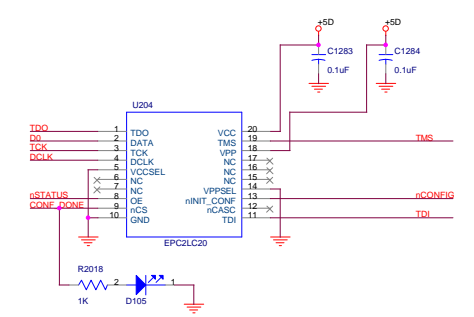 +5D +5D
C1283 C1284
0.1uF 0.1uF
U204
TDO 1 TDO VCC 20
D0 2 DATA TMS 19 TMS
TCK 3 TCK VPP 18
DCLK 4 DCLK NC 17
5 VCCSEL NC 16
6 NC NC 15
7 NC VPPSEL 14
nSTATUS 8 OE nINIT_CONF 13 nCONFIG
CONF_DONE 9 nCS nCASC 12
10 GND TDI 11 TDI
EPC2LC20
R2018
2 1
1K D105